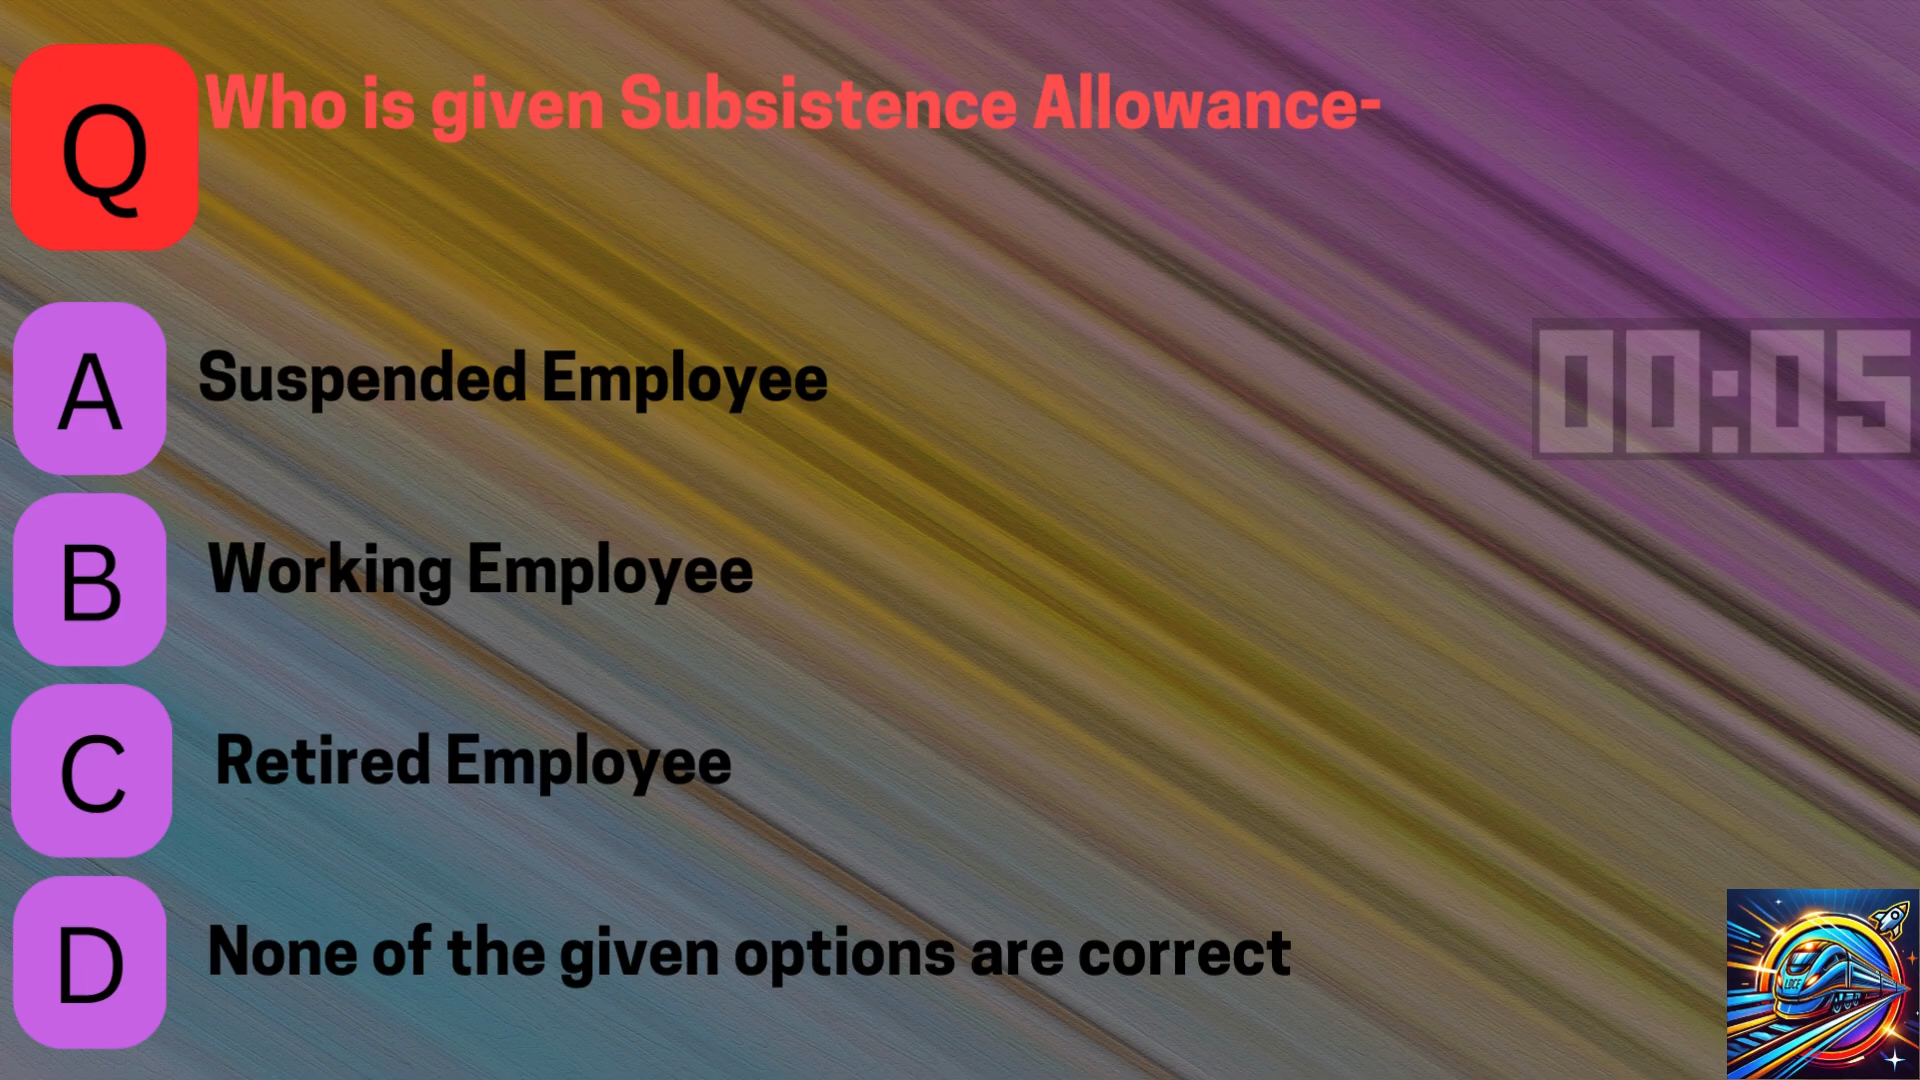 Q
Who is given Subsistence Allowance-
A
Suspended Employee
00:05
B
Working Employee
C
Retired Employee
D
None of the given options are correct
LDCE